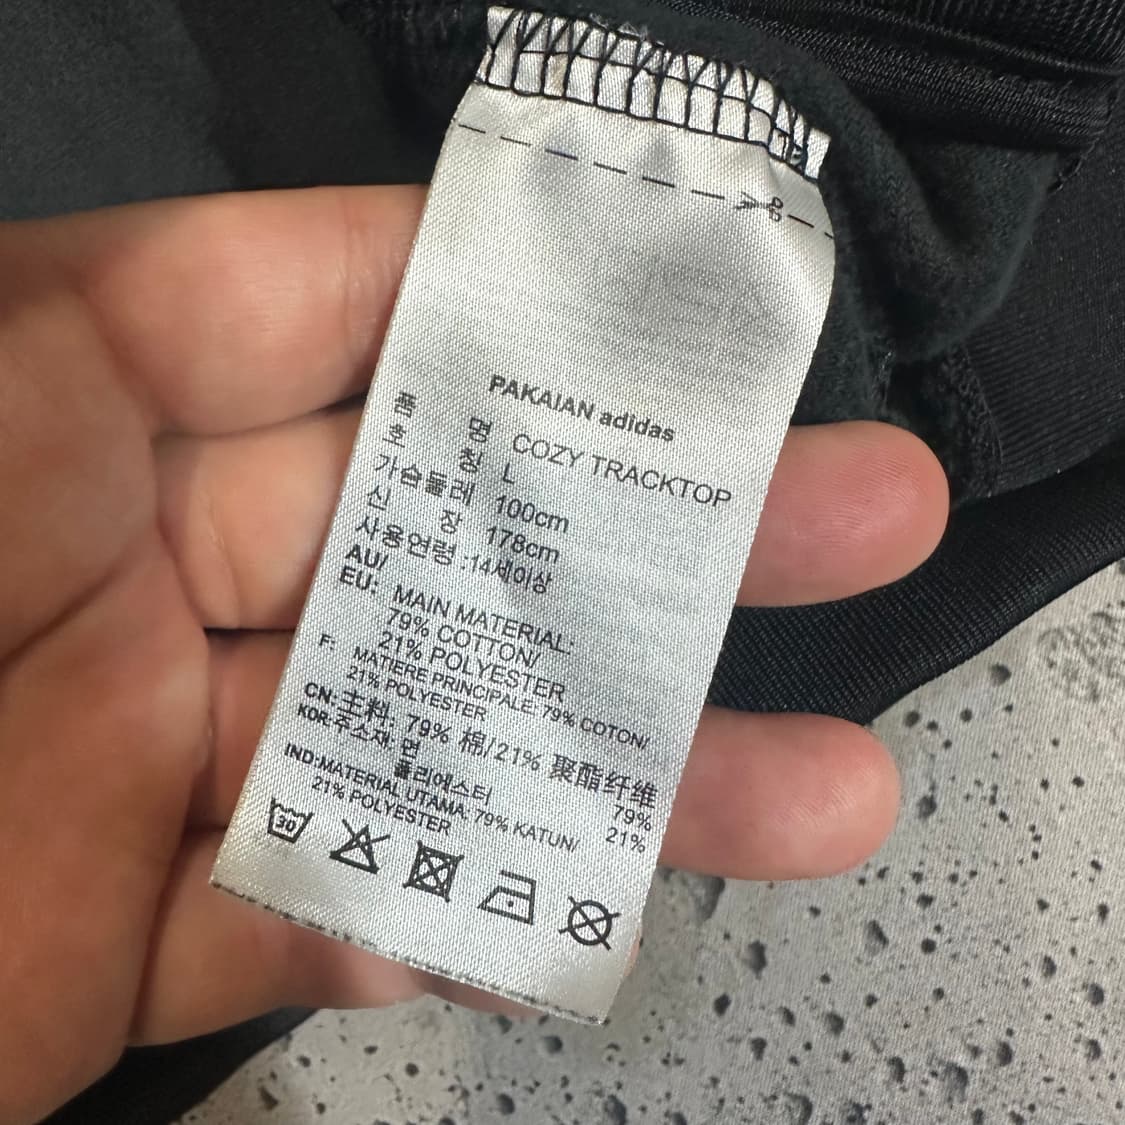 PAKAIAN adidas
품 명 COZY TRACKTOP
호 칭 L
가슴둘레 100cm
신 장 178cm
사용연령 :14세이상
AU/
EU: MAIN MATERIAL:
79% COTTON/
21% POLYESTER
F: MATIERE PRINCIPALE: 79% COTON/
21% POLYESTER
CN:主料: 79% 棉/21% 聚酯纤维
KOR:주소재: 면 79%
폴리에스터 21%
IND:MATERIAL UTAMA: 79% KATUN/
21% POLYESTER
30